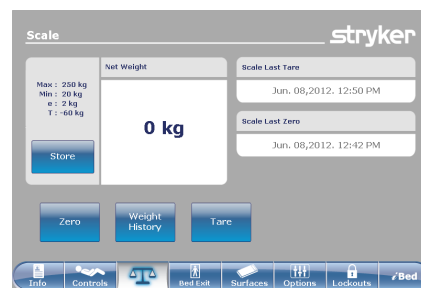 Scale
stryker
Max : 250 kg
Min : 20 kg
e : 2 kg
T : -60 kg
Store
Net Weight
0 kg
Scale Last Tare
Jun. 08,2012. 12:50 PM
Scale Last Zero
Jun. 08,2012. 12:42 PM
Zero
Weight
History
Tare
Info
Controls
Bed Exit
Surfaces
Options
Lockouts
iBed